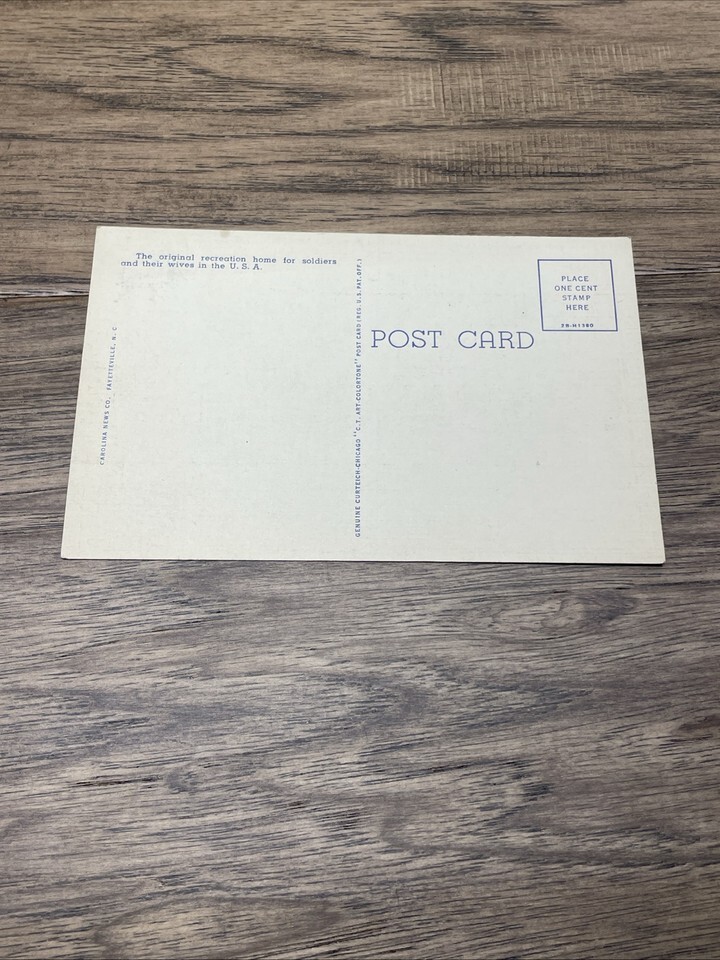 The original recreation home for soldiers
and their wives in the U. S. A.
CAROLINA NEWS CO., FAYETTEVILLE, N. C
GENUINE CURTEICH-CHICAGO "C.T. ART-COLORTONE" POST CARD (REG. U.S. PAT. OFF.)
POST CARD
PLACE
ONE CENT
STAMP
HERE
2B-H1380